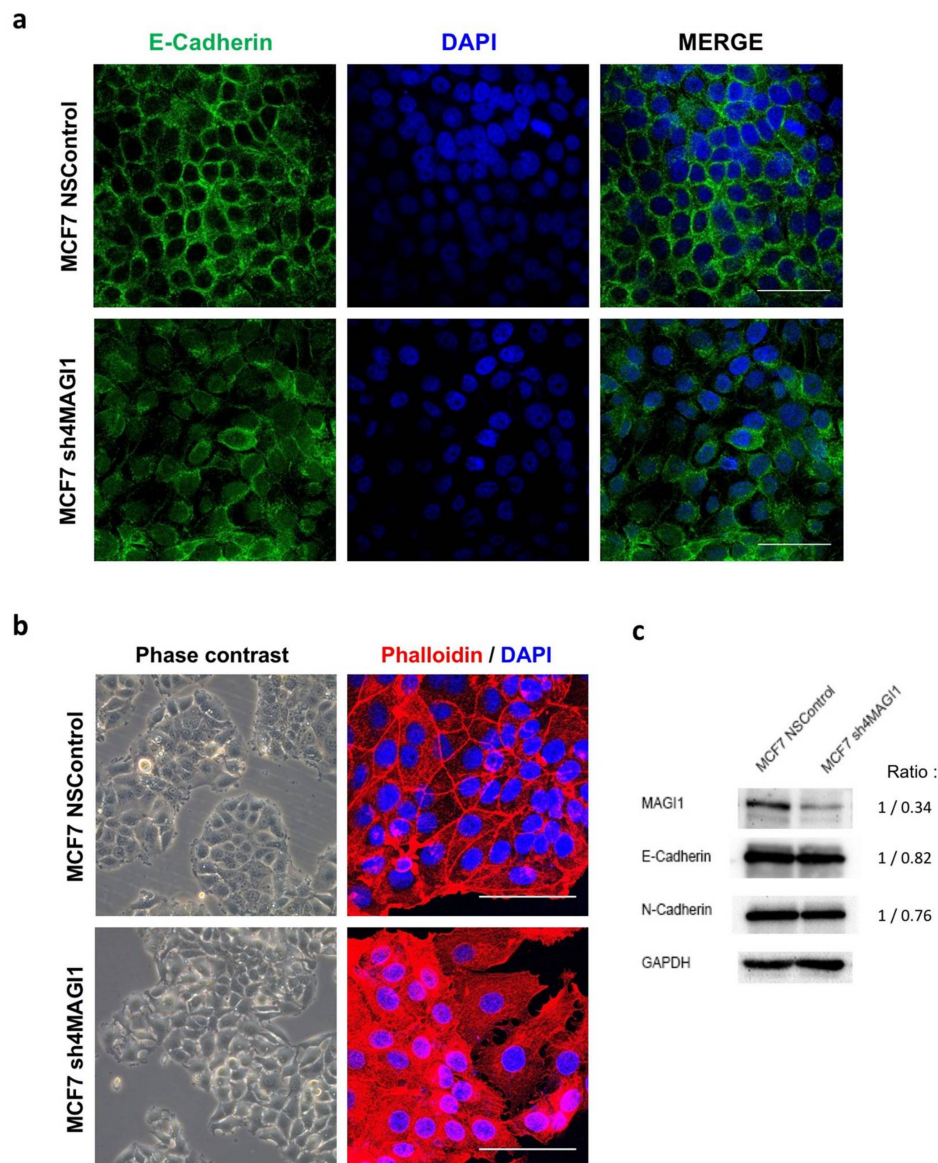 a
E-Cadherin DAPI MERGE
MCF7 NSControl
MCF7 sh4MAGI1
b
Phase contrast Phalloidin / DAPI
MCF7 NSControl
MCF7 sh4MAGI1
c
MCF7 NSControl
MCF7 sh4MAGI1
Ratio :
MAGI1 1 / 0.34
E-Cadherin 1 / 0.82
N-Cadherin 1 / 0.76
GAPDH